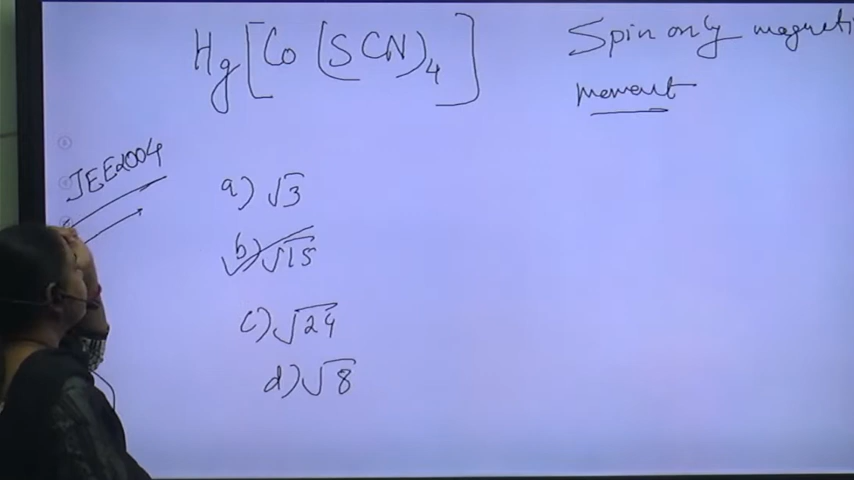 Hg[Co(SCN)4]
Spin only magneti
moment
JEE2004
a) √3
b) √15
c) √24
d) √8